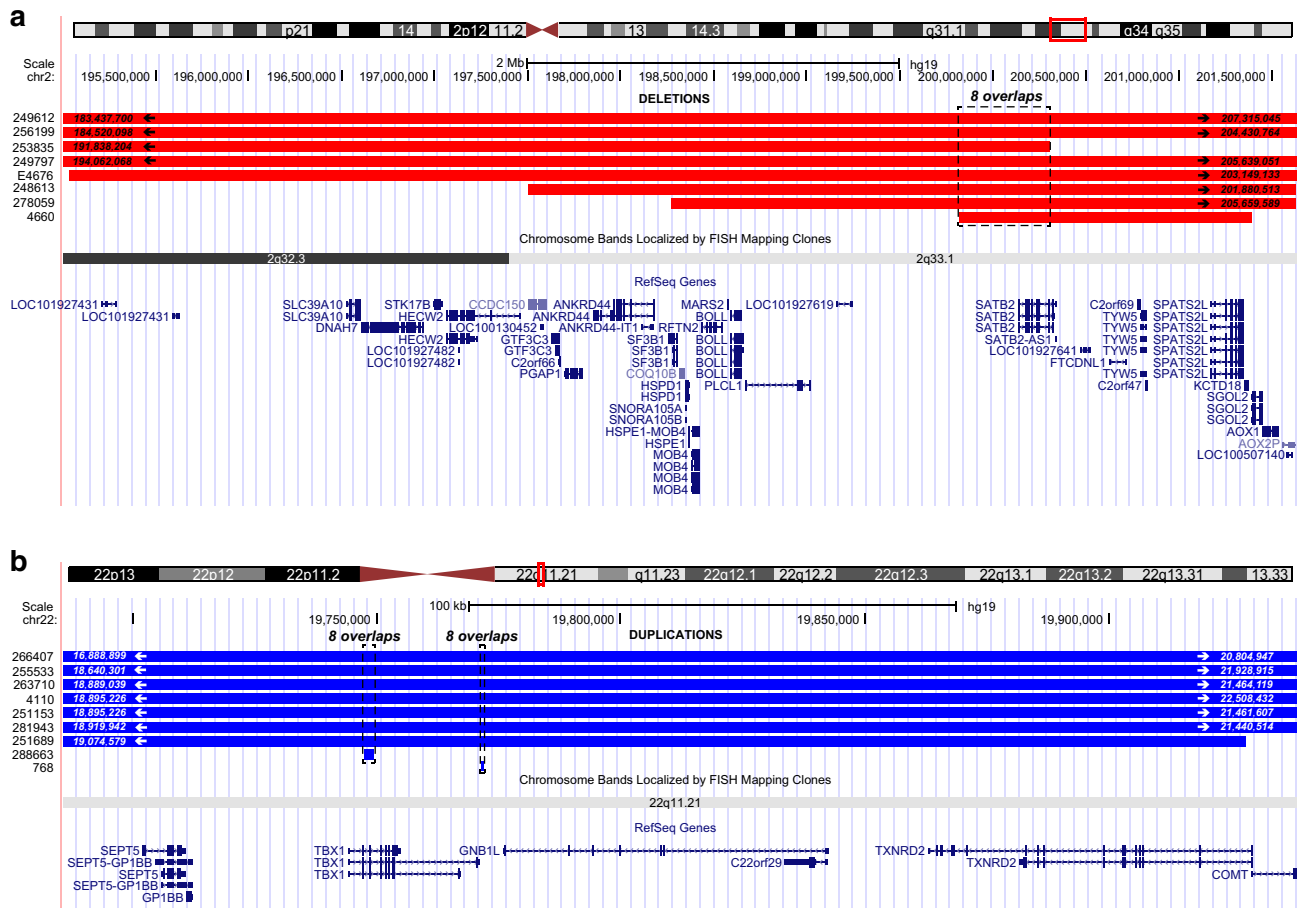 a
p21 14 2p12 11.2 13 14.3 q31.1 q34 q35
Scale 2 Mb hg19
chr2: 195,500,000 196,000,000 196,500,000 197,000,000 197,500,000 198,000,000 198,500,000 199,000,000 199,500,000 200,000,000 200,500,000 201,000,000 201,500,000
DELETIONS 8 overlaps
249612 183,437,700 207,315,045
256199 184,520,098 204,430,764
253835 191,838,204
249797 194,062,068 205,639,051
E4676 203,149,133
248613 201,880,513
278059 205,659,589
4660
Chromosome Bands Localized by FISH Mapping Clones
2q32.3 2q33.1
RefSeq Genes
LOC101927431 SLC39A10 STK17B CCDC150 ANKRD44 MARS2 LOC101927619 SATB2 C2orf69 SPATS2L
LOC101927431 SLC39A10 HECW2 ANKRD44 BOLL SATB2 TYW5 SPATS2L
DNAH7 LOC100130452 ANKRD44-IT1 RFTN2 SATB2 TYW5 SPATS2L
HECW2 GTF3C3 SF3B1 BOLL SATB2-AS1 TYW5 SPATS2L
LOC101927482 GTF3C3 SF3B1 BOLL LOC101927641 TYW5 SPATS2L
LOC101927482 C2orf66 SF3B1 BOLL FTCDNL1 SPATS2L
PGAP1 COQ10B BOLL TYW5 SPATS2L
HSPD1 PLCL1 C2orf47 KCTD18
HSPD1 SGOL2
SNORA105A SGOL2
SNORA105B SGOL2
HSPE1-MOB4 AOX1
HSPE1 AOX2P
MOB4 LOC100507140
MOB4
MOB4
MOB4
b
22p13 22p12 22p11.2 22q11.21 q11.23 22q12.1 22q12.2 22q12.3 22q13.1 22q13.2 22q13.31 13.33
Scale 100 kb hg19
chr22: 19,750,000 19,800,000 19,850,000 19,900,000
8 overlaps 8 overlaps DUPLICATIONS
266407 16,888,899 20,804,947
255533 18,640,301 21,928,915
263710 18,889,039 21,464,119
4110 18,895,226 22,508,432
251153 18,895,226 21,461,607
281943 18,919,942 21,440,514
251689 19,074,579
288663
768
Chromosome Bands Localized by FISH Mapping Clones
22q11.21
RefSeq Genes
SEPT5 TBX1 GNB1L TXNRD2
SEPT5-GP1BB TBX1 C22orf29 TXNRD2
SEPT5 TBX1 COMT
SEPT5-GP1BB
GP1BB